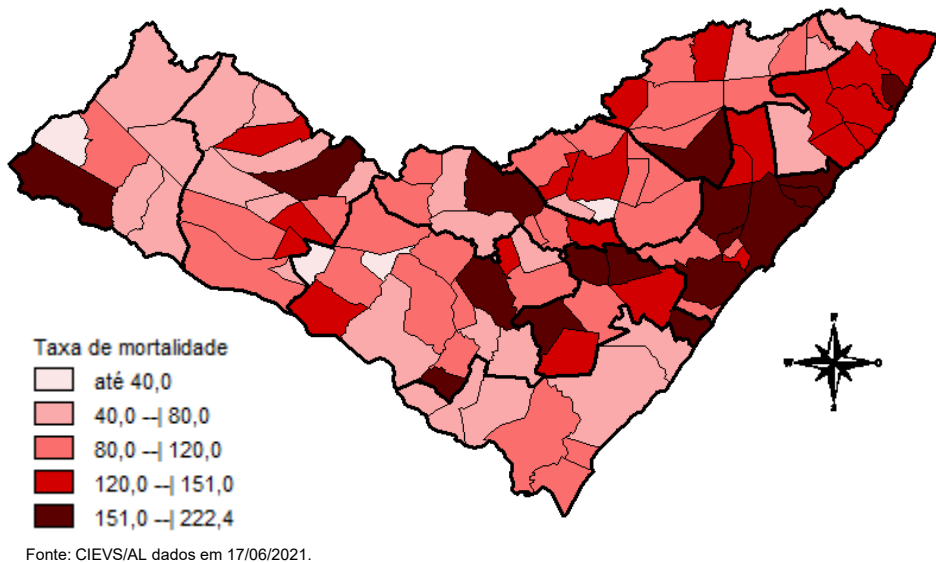 Taxa de mortalidade
até 40,0
40,0 --| 80,0
80,0 --| 120,0
120,0 --| 151,0
151,0 --| 222,4
Fonte: CIEVS/AL dados em 17/06/2021.